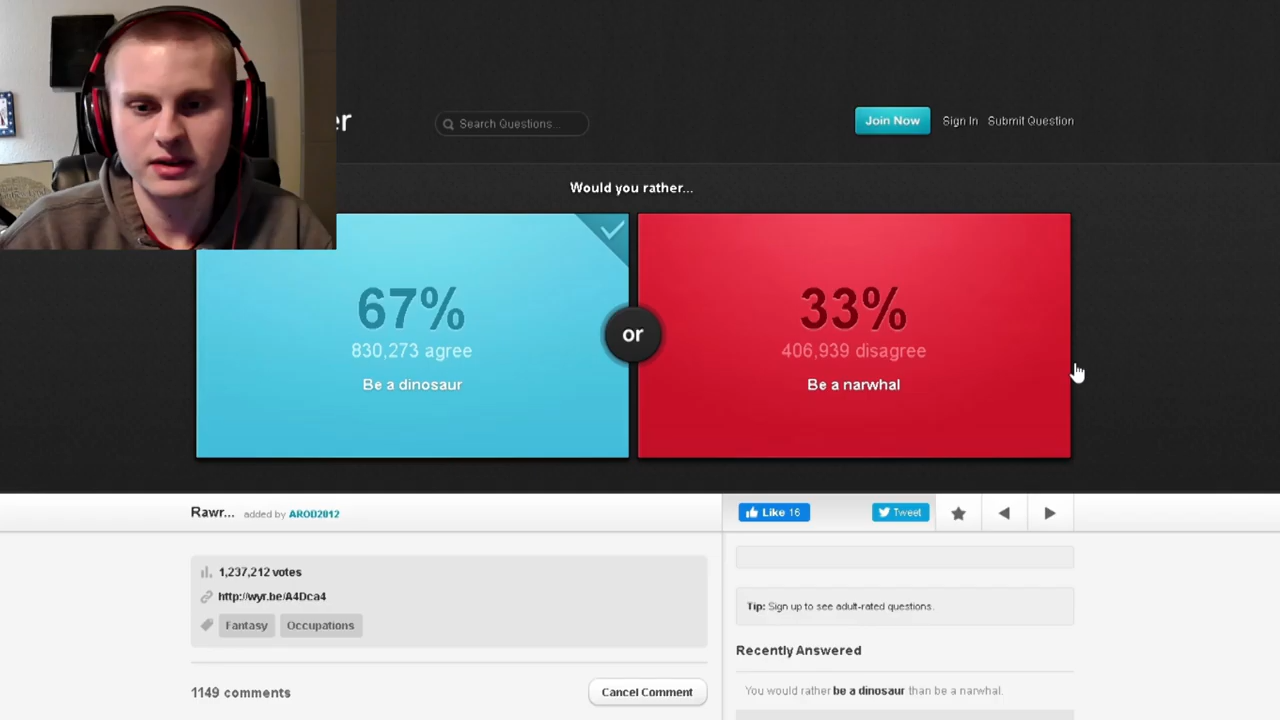 er
Search Questions...
Join Now
Sign In
Submit Question
Would you rather...
67%
830,273 agree
Be a dinosaur
or
33%
406,939 disagree
Be a narwhal
Rawr...
added by AROD2012
Like 16
Tweet
1,237,212 votes
http://wyr.be/A4Dca4
Fantasy
Occupations
Tip: Sign up to see adult-rated questions.
Recently Answered
You would rather be a dinosaur than be a narwhal.
1149 comments
Cancel Comment